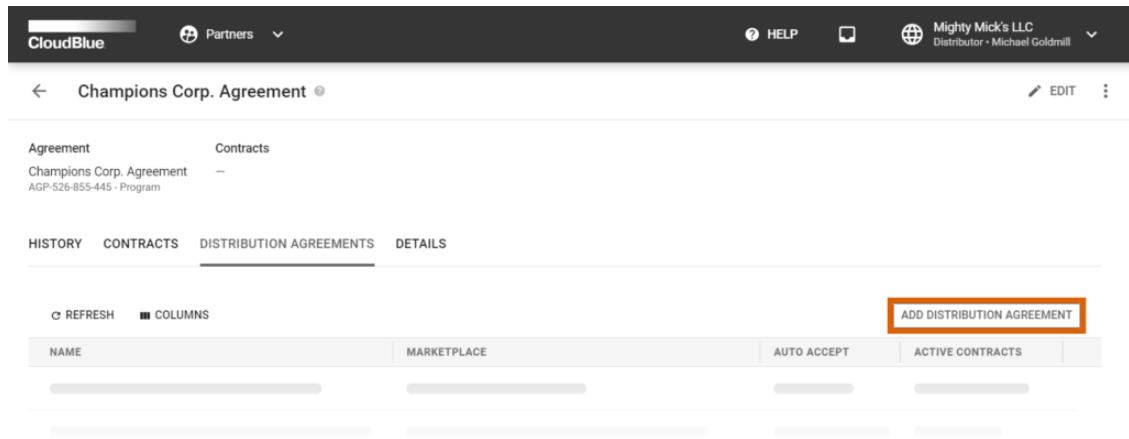 CloudBlue
Partners
HELP
Mighty Mick's LLC
Distributor • Michael Goldmill
Champions Corp. Agreement
EDIT
Agreement Contracts
Champions Corp. Agreement —
AGP-526-855-445 - Program
HISTORY CONTRACTS DISTRIBUTION AGREEMENTS DETAILS
REFRESH COLUMNS ADD DISTRIBUTION AGREEMENT
NAME MARKETPLACE AUTO ACCEPT ACTIVE CONTRACTS